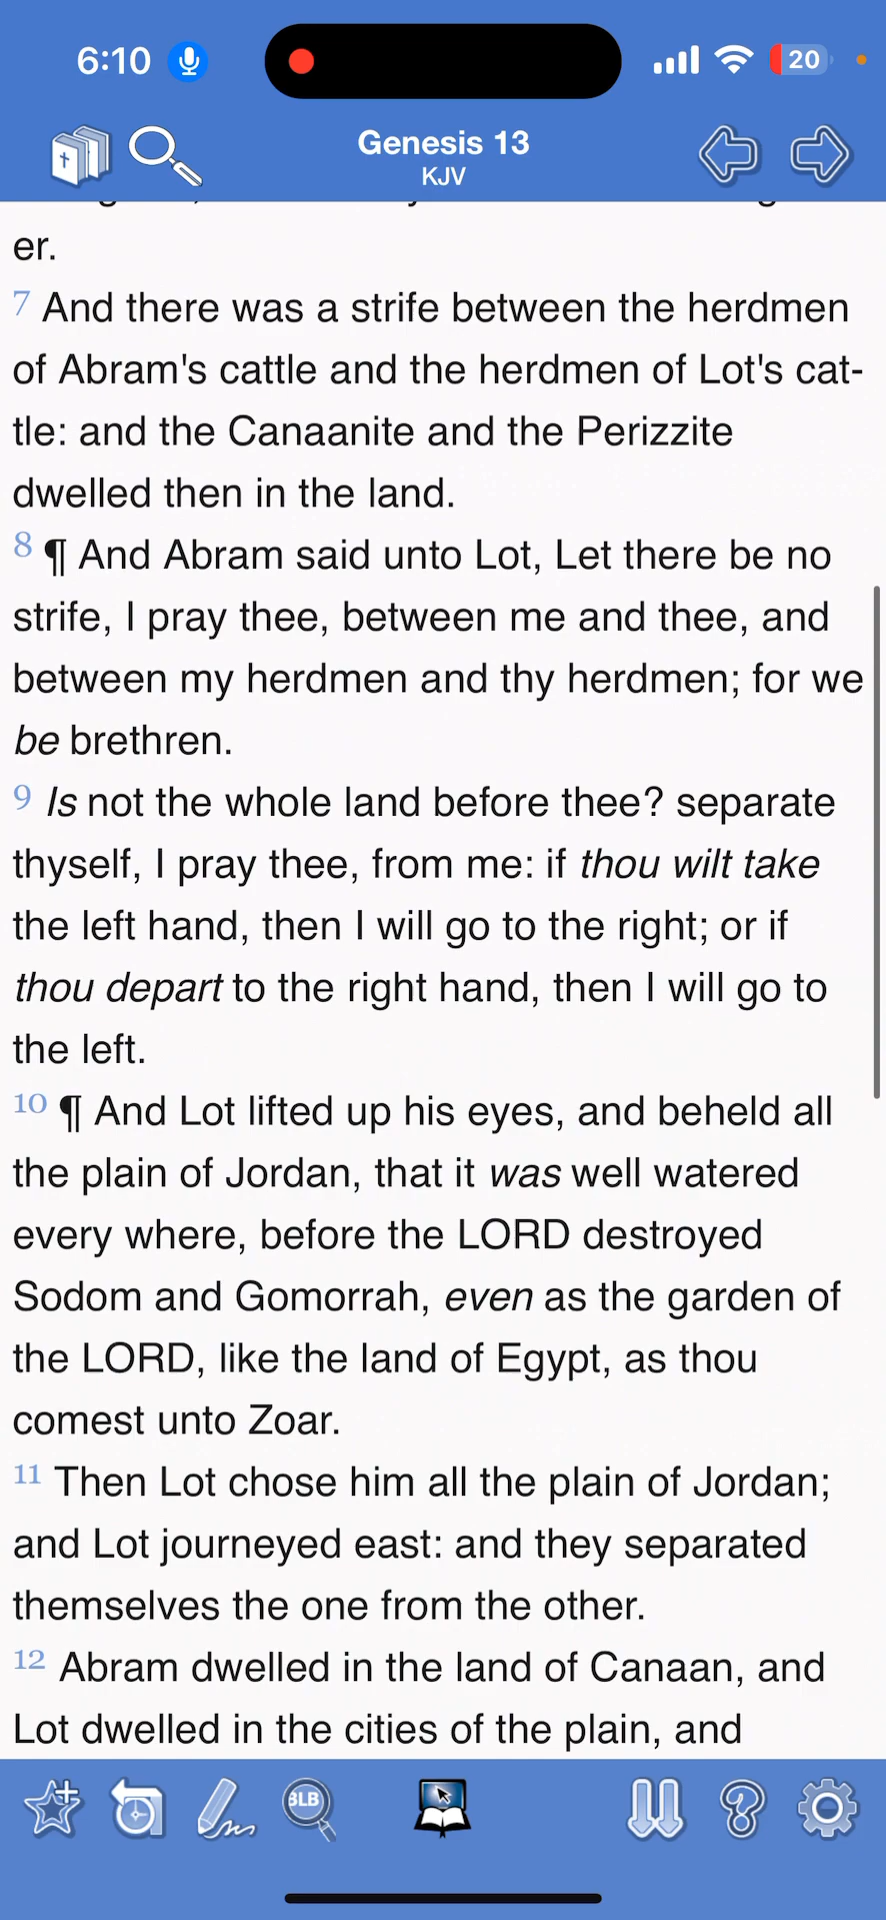 6:10
20
Genesis 13
KJV
er.
7 And there was a strife between the herdmen
of Abram's cattle and the herdmen of Lot's cat-
tle: and the Canaanite and the Perizzite
dwelled then in the land.
8 ¶ And Abram said unto Lot, Let there be no
strife, I pray thee, between me and thee, and
between my herdmen and thy herdmen; for we
be brethren.
9 Is not the whole land before thee? separate
thyself, I pray thee, from me: if thou wilt take
the left hand, then I will go to the right; or if
thou depart to the right hand, then I will go to
the left.
10 ¶ And Lot lifted up his eyes, and beheld all
the plain of Jordan, that it was well watered
every where, before the LORD destroyed
Sodom and Gomorrah, even as the garden of
the LORD, like the land of Egypt, as thou
comest unto Zoar.
11 Then Lot chose him all the plain of Jordan;
and Lot journeyed east: and they separated
themselves the one from the other.
12 Abram dwelled in the land of Canaan, and
Lot dwelled in the cities of the plain, and
BLB